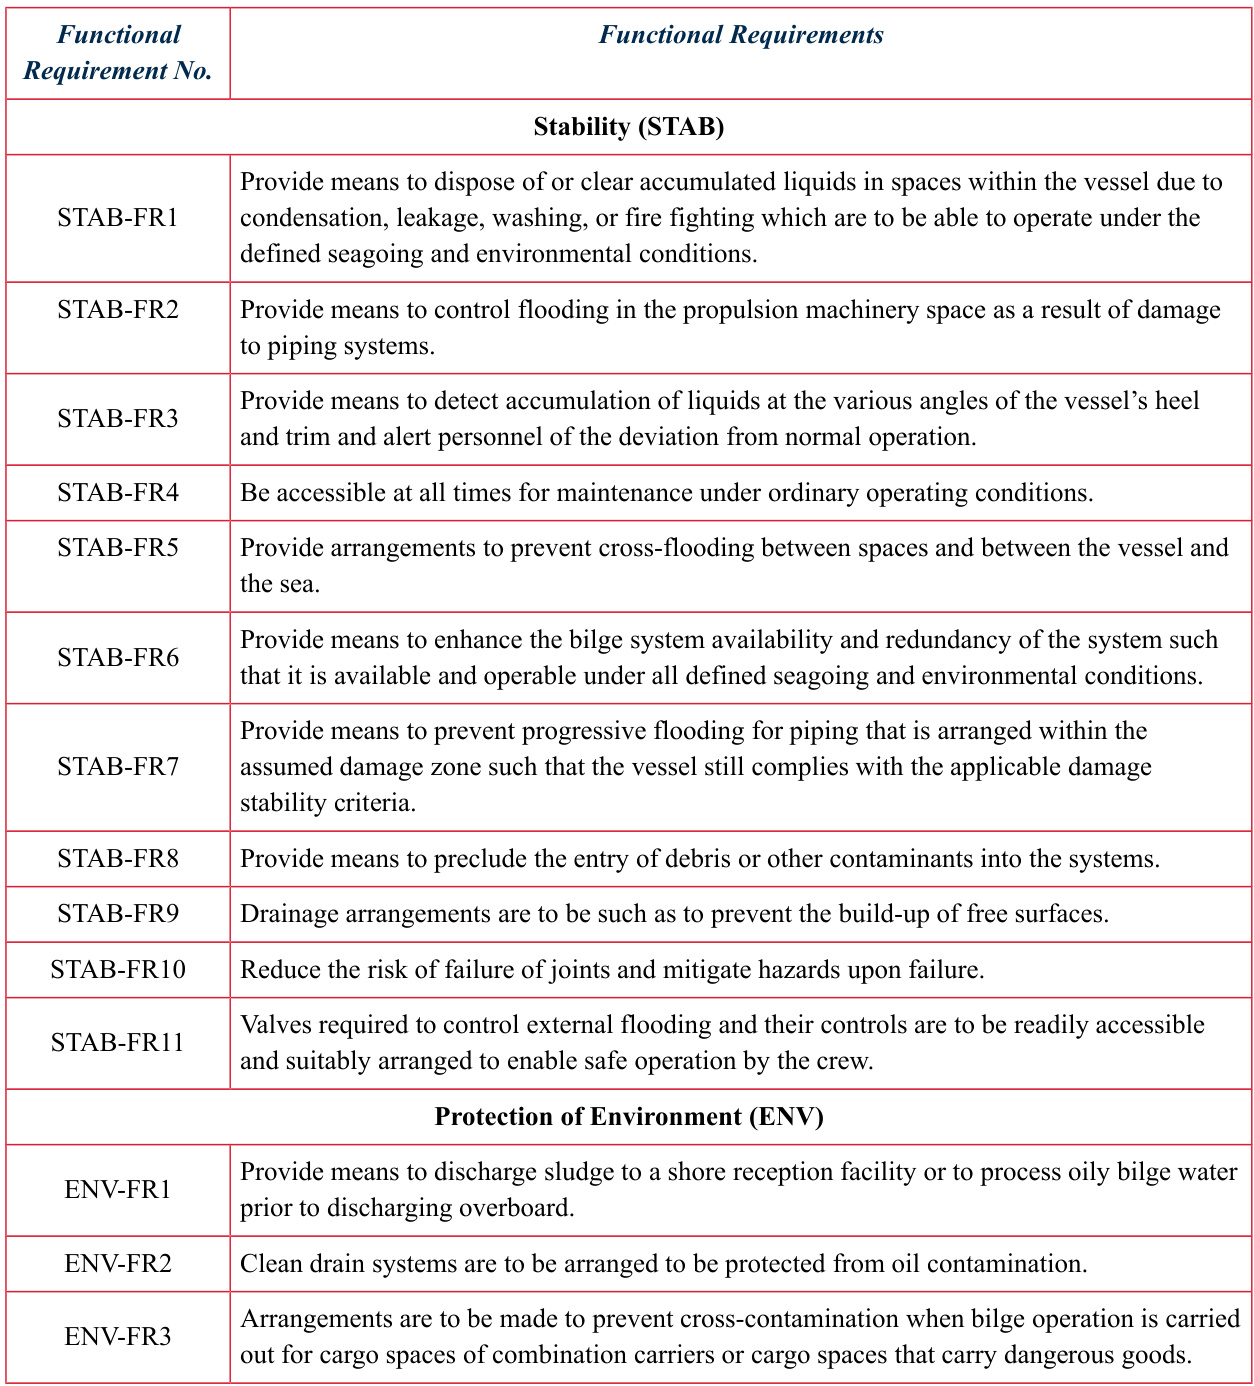 Functional
Requirement No.
Functional Requirements
Stability (STAB)
STAB-FR1
Provide means to dispose of or clear accumulated liquids in spaces within the vessel due to
condensation, leakage, washing, or fire fighting which are to be able to operate under the
defined seagoing and environmental conditions.
STAB-FR2
Provide means to control flooding in the propulsion machinery space as a result of damage
to piping systems.
STAB-FR3
Provide means to detect accumulation of liquids at the various angles of the vessel’s heel
and trim and alert personnel of the deviation from normal operation.
STAB-FR4
Be accessible at all times for maintenance under ordinary operating conditions.
STAB-FR5
Provide arrangements to prevent cross-flooding between spaces and between the vessel and
the sea.
STAB-FR6
Provide means to enhance the bilge system availability and redundancy of the system such
that it is available and operable under all defined seagoing and environmental conditions.
STAB-FR7
Provide means to prevent progressive flooding for piping that is arranged within the
assumed damage zone such that the vessel still complies with the applicable damage
stability criteria.
STAB-FR8
Provide means to preclude the entry of debris or other contaminants into the systems.
STAB-FR9
Drainage arrangements are to be such as to prevent the build-up of free surfaces.
STAB-FR10
Reduce the risk of failure of joints and mitigate hazards upon failure.
STAB-FR11
Valves required to control external flooding and their controls are to be readily accessible
and suitably arranged to enable safe operation by the crew.
Protection of Environment (ENV)
ENV-FR1
Provide means to discharge sludge to a shore reception facility or to process oily bilge water
prior to discharging overboard.
ENV-FR2
Clean drain systems are to be arranged to be protected from oil contamination.
ENV-FR3
Arrangements are to be made to prevent cross-contamination when bilge operation is carried
out for cargo spaces of combination carriers or cargo spaces that carry dangerous goods.